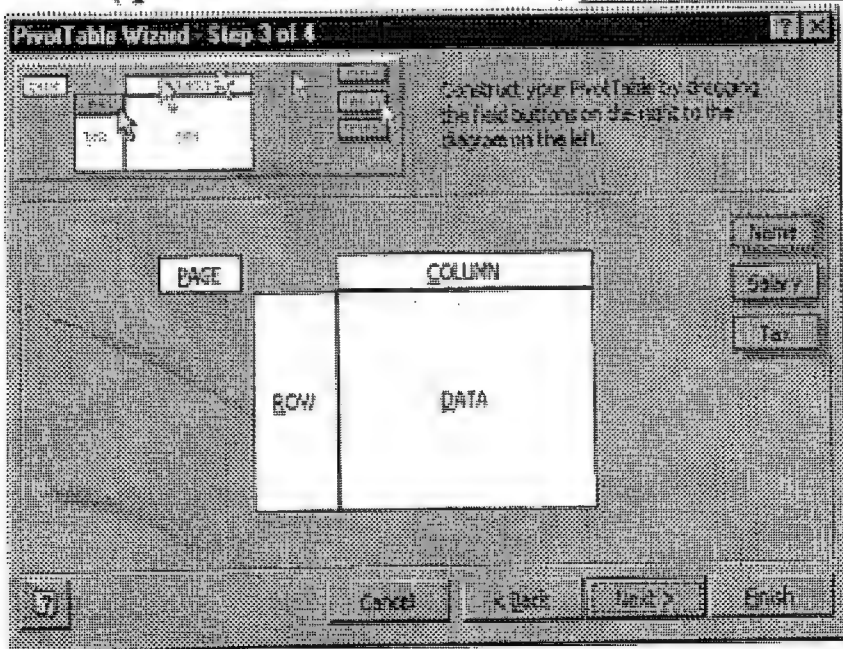 PivotTable Wizard - Step 3 of 4
Construct your PivotTable by dragging
the field buttons on the right to the
diagram on the left.
Name
PAGE
COLUMN
Salary
Tax
ROW
DATA
Cancel
< Back
Next >
Finish